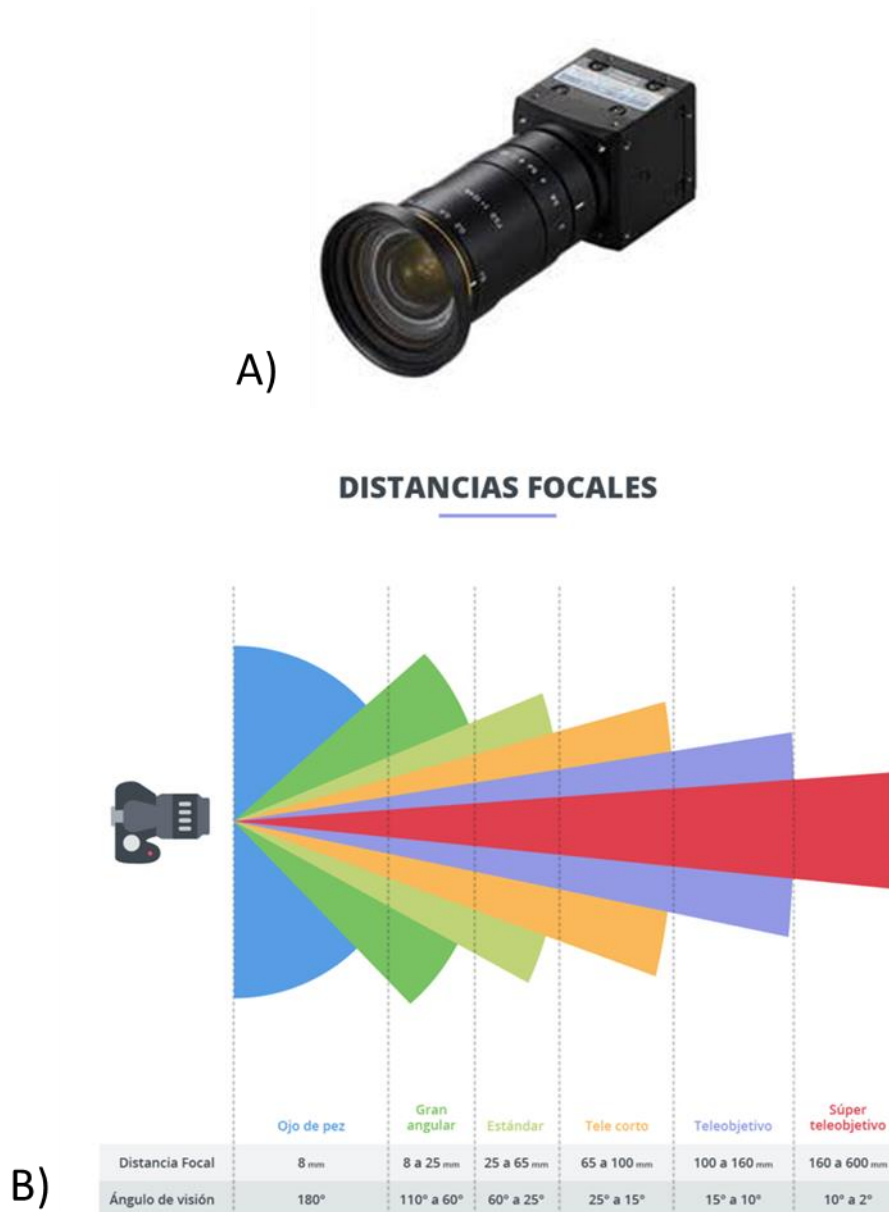 A)
DISTANCIAS FOCALES
Ojo de pez
Gran angular
Estándar
Tele corto
Teleobjetivo
Súper teleobjetivo
Distancia Focal 8 mm 8 a 25 mm 25 a 65 mm 65 a 100 mm 100 a 160 mm 160 a 600 mm
B) Ángulo de visión 180° 110° a 60° 60° a 25° 25° a 15° 15° a 10° 10° a 2°